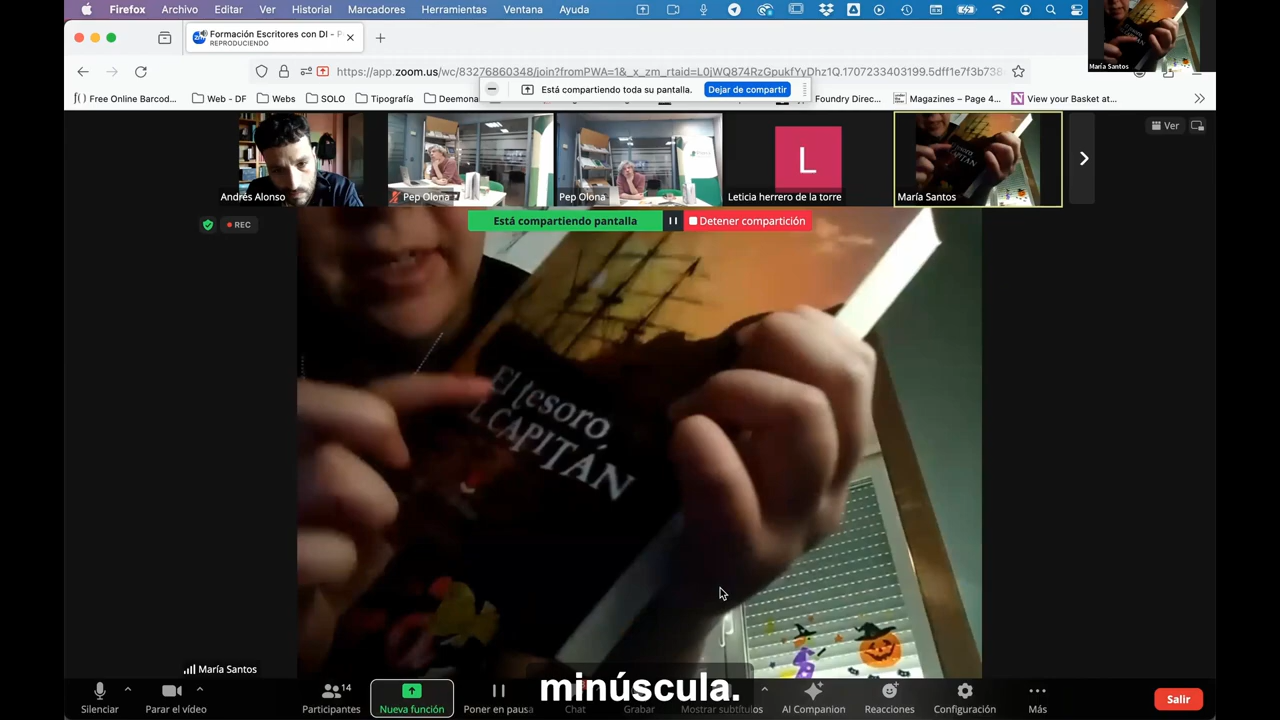 Firefox Archivo Editar Ver Historial Marcadores Herramientas Ventana Ayuda
Formación Escritores con DI - P
REPRODUCIENDO
https://app.zoom.us/wc/83276860348/join?fromPWA=1&_x_zm_rtaid=L0jWQ874RzGpukfYyDhz1Q.1707233403199.5dff1e7f3b738
María Santos
Está compartiendo toda su pantalla. Dejar de compartir
Free Online Barcod... Web - DF Webs SOLO Tipografía Deemona Foundry Direc... Magazines – Page 4... View your Basket at...
Ver
L
Andrés Alonso Pep Olona Pep Olona Leticia herrero de la torre María Santos
REC Está compartiendo pantalla Detener compartición
El tesoro
CAPITÁN
María Santos
minúscula.
14
Silenciar Parar el vídeo Participantes Nueva función Poner en pausa Chat Grabar Mostrar subtítulos AI Companion Reacciones Configuración Más Salir